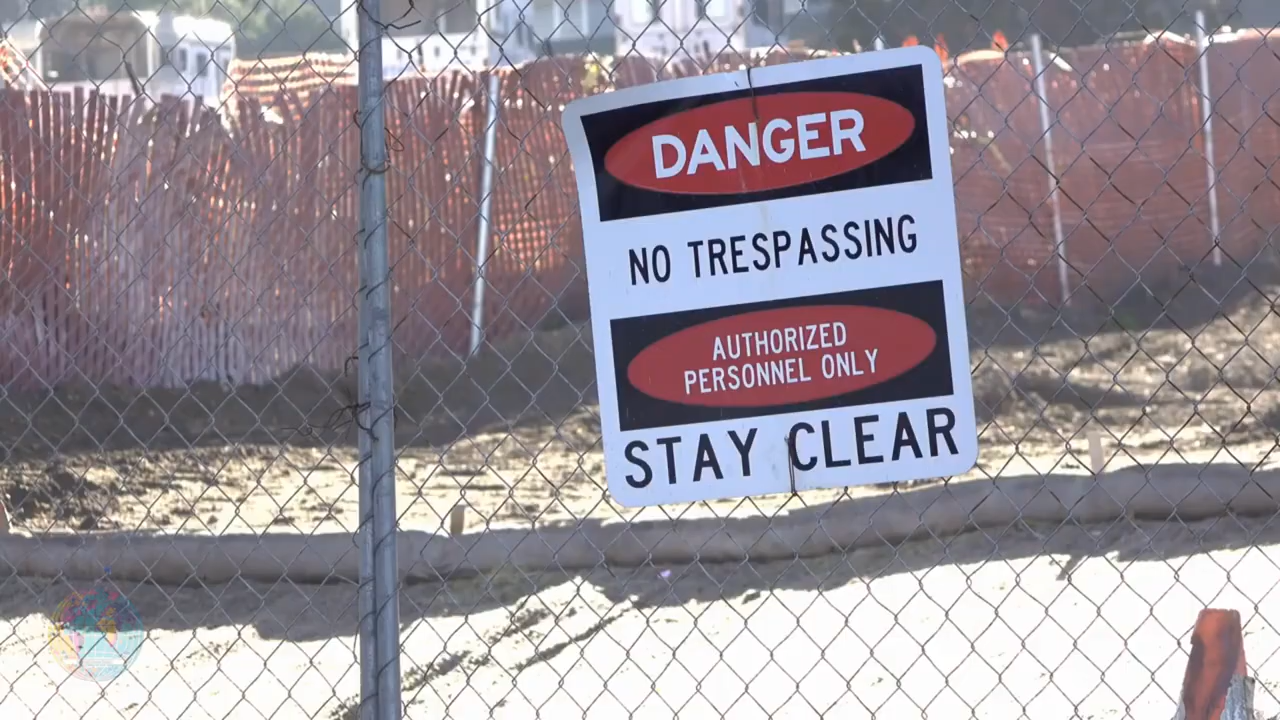 DANGER
NO TRESPASSING
AUTHORIZED
PERSONNEL ONLY
STAY CLEAR